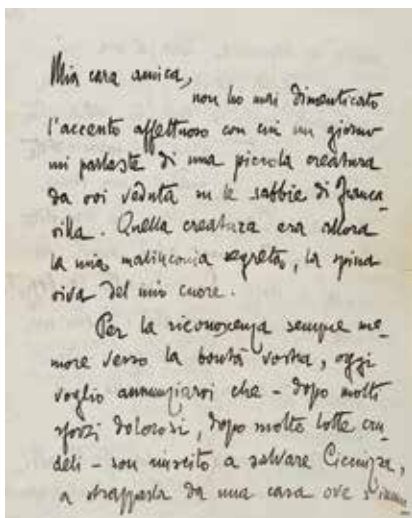 Mia cara amica,
non ho mai dimenticato
l'accento affettuoso con cui un giorno
mi parlaste di una piccola creatura
da voi veduta su le sabbie di Franca-
villa. Quella creatura era allora
la mia malinconia segreta, la spina
viva del mio cuore.
Per la riconoscenza sempre me-
more verso la bontà vostra, oggi
voglio annunziarvi che - dopo molti
sforzi dolorosi, dopo molte lotte cru-
deli - son riuscito a salvare Cicciuzza,
a strapparla da una casa ove